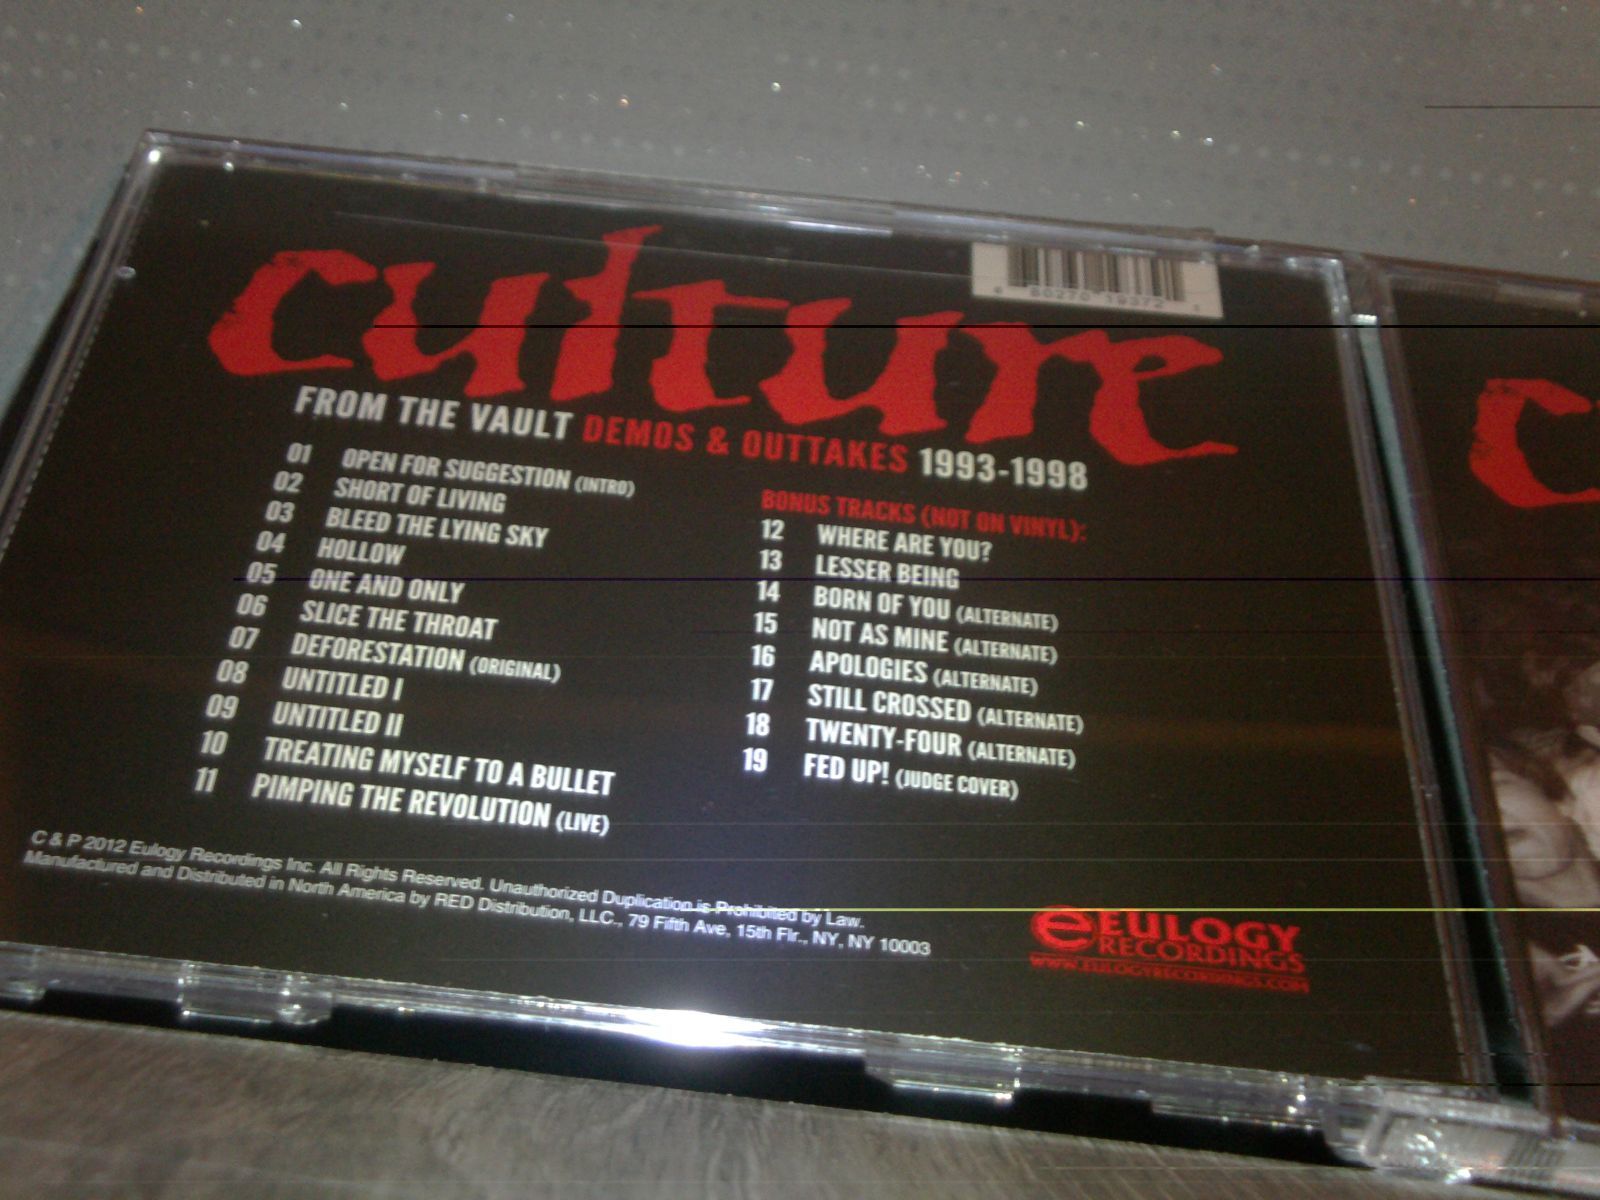 culture
6 80270 19372
FROM THE VAULT DEMOS & OUTTAKES 1993-1998
01 OPEN FOR SUGGESTION (INTRO)
02 SHORT OF LIVING
03 BLEED THE LYING SKY
04 HOLLOW
05 ONE AND ONLY
06 SLICE THE THROAT
07 DEFORESTATION (ORIGINAL)
08 UNTITLED I
09 UNTITLED II
10 TREATING MYSELF TO A BULLET
11 PIMPING THE REVOLUTION (LIVE)
BONUS TRACKS (NOT ON VINYL):
12 WHERE ARE YOU?
13 LESSER BEING
14 BORN OF YOU (ALTERNATE)
15 NOT AS MINE (ALTERNATE)
16 APOLOGIES (ALTERNATE)
17 STILL CROSSED (ALTERNATE)
18 TWENTY-FOUR (ALTERNATE)
19 FED UP! (JUDGE COVER)
C & P 2012 Eulogy Recordings Inc. All Rights Reserved. Unauthorized Duplication is Prohibited by Law.
Manufactured and Distributed in North America by RED Distribution, LLC., 79 Fifth Ave, 15th Flr., NY, NY 10003
e EULOGY
RECORDINGS
WWW.EULOGYRECORDINGS.COM
c